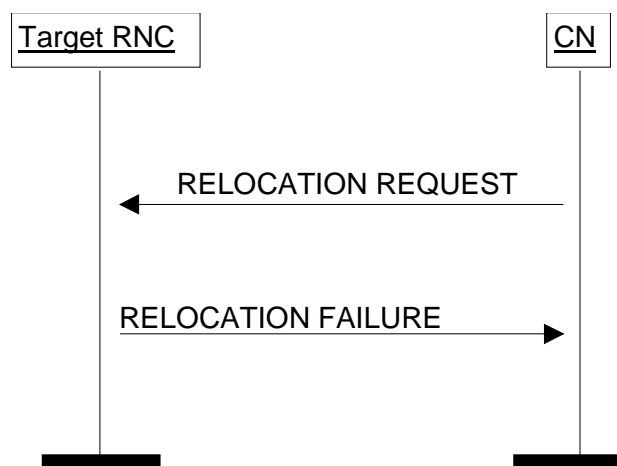 Target RNC
CN
RELOCATION REQUEST
RELOCATION FAILURE